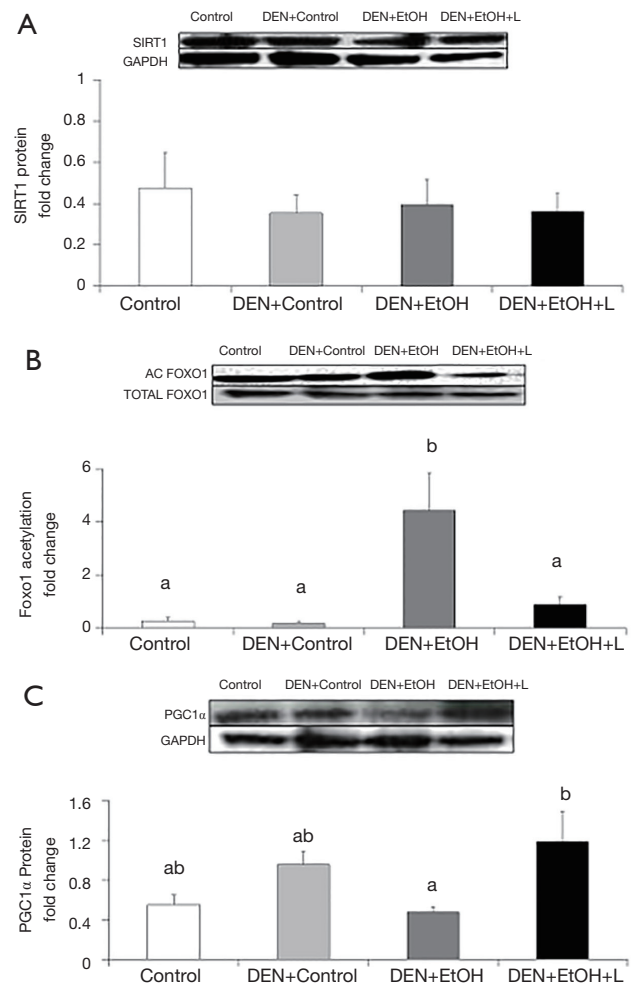 A
Control DEN+Control DEN+EtOH DEN+EtOH+L
SIRT1
GAPDH
SIRT1 protein
fold change
1
0.8
0.6
0.4
0.2
0
Control DEN+Control DEN+EtOH DEN+EtOH+L
B
Control DEN+Control DEN+EtOH DEN+EtOH+L
AC FOXO1
TOTAL FOXO1
Foxo1 acetylation
fold change
6
4
2
0
a a b a
Control DEN+Control DEN+EtOH DEN+EtOH+L
C
Control DEN+Control DEN+EtOH DEN+EtOH+L
PGC1α
GAPDH
PGC1α Protein
fold change
1.6
1.2
0.8
0.4
0
ab ab a b
Control DEN+Control DEN+EtOH DEN+EtOH+L